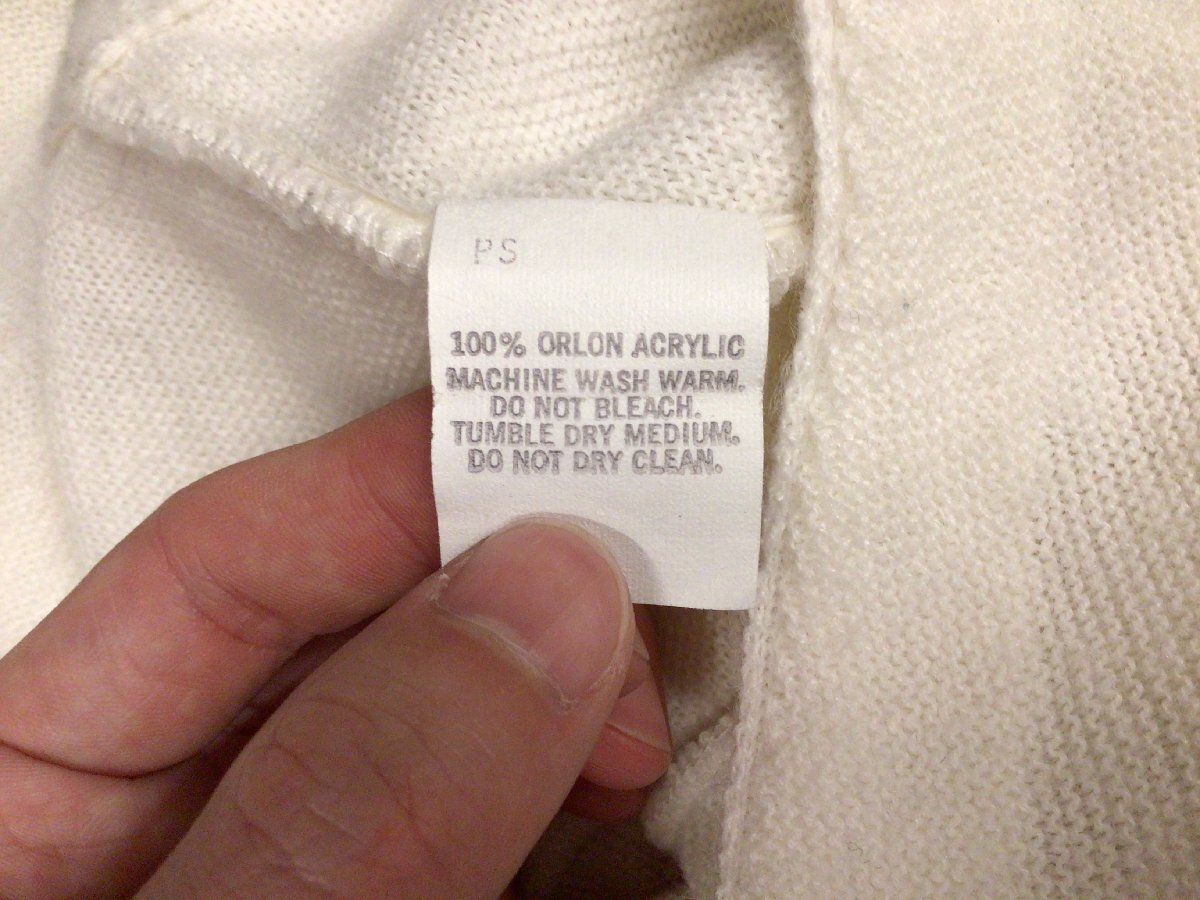 PS
100% ORLON ACRYLIC
MACHINE WASH WARM.
DO NOT BLEACH.
TUMBLE DRY MEDIUM.
DO NOT DRY CLEAN.